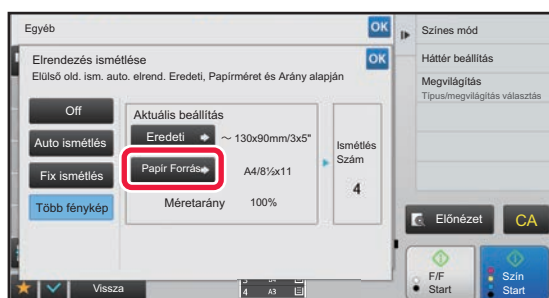 Egyéb
OK
Elrendezés ismétlése
OK
Elülső old. ism. auto. elrend. Eredeti, Papírméret és Arány alapján
Off
Auto ismétlés
Fix ismétlés
Több fénykép
Aktuális beállítás
Eredeti
~ 130x90mm/3x5"
Papír Forrás
A4/8½x11
Méretarány 100%
Ismétlés
Szám
4
Vissza
4 A3
Színes mód
Háttér beállítás
Megvilágítás
Típus/megvilágítás választás
Előnézet
CA
F/F
Start
Szín
Start